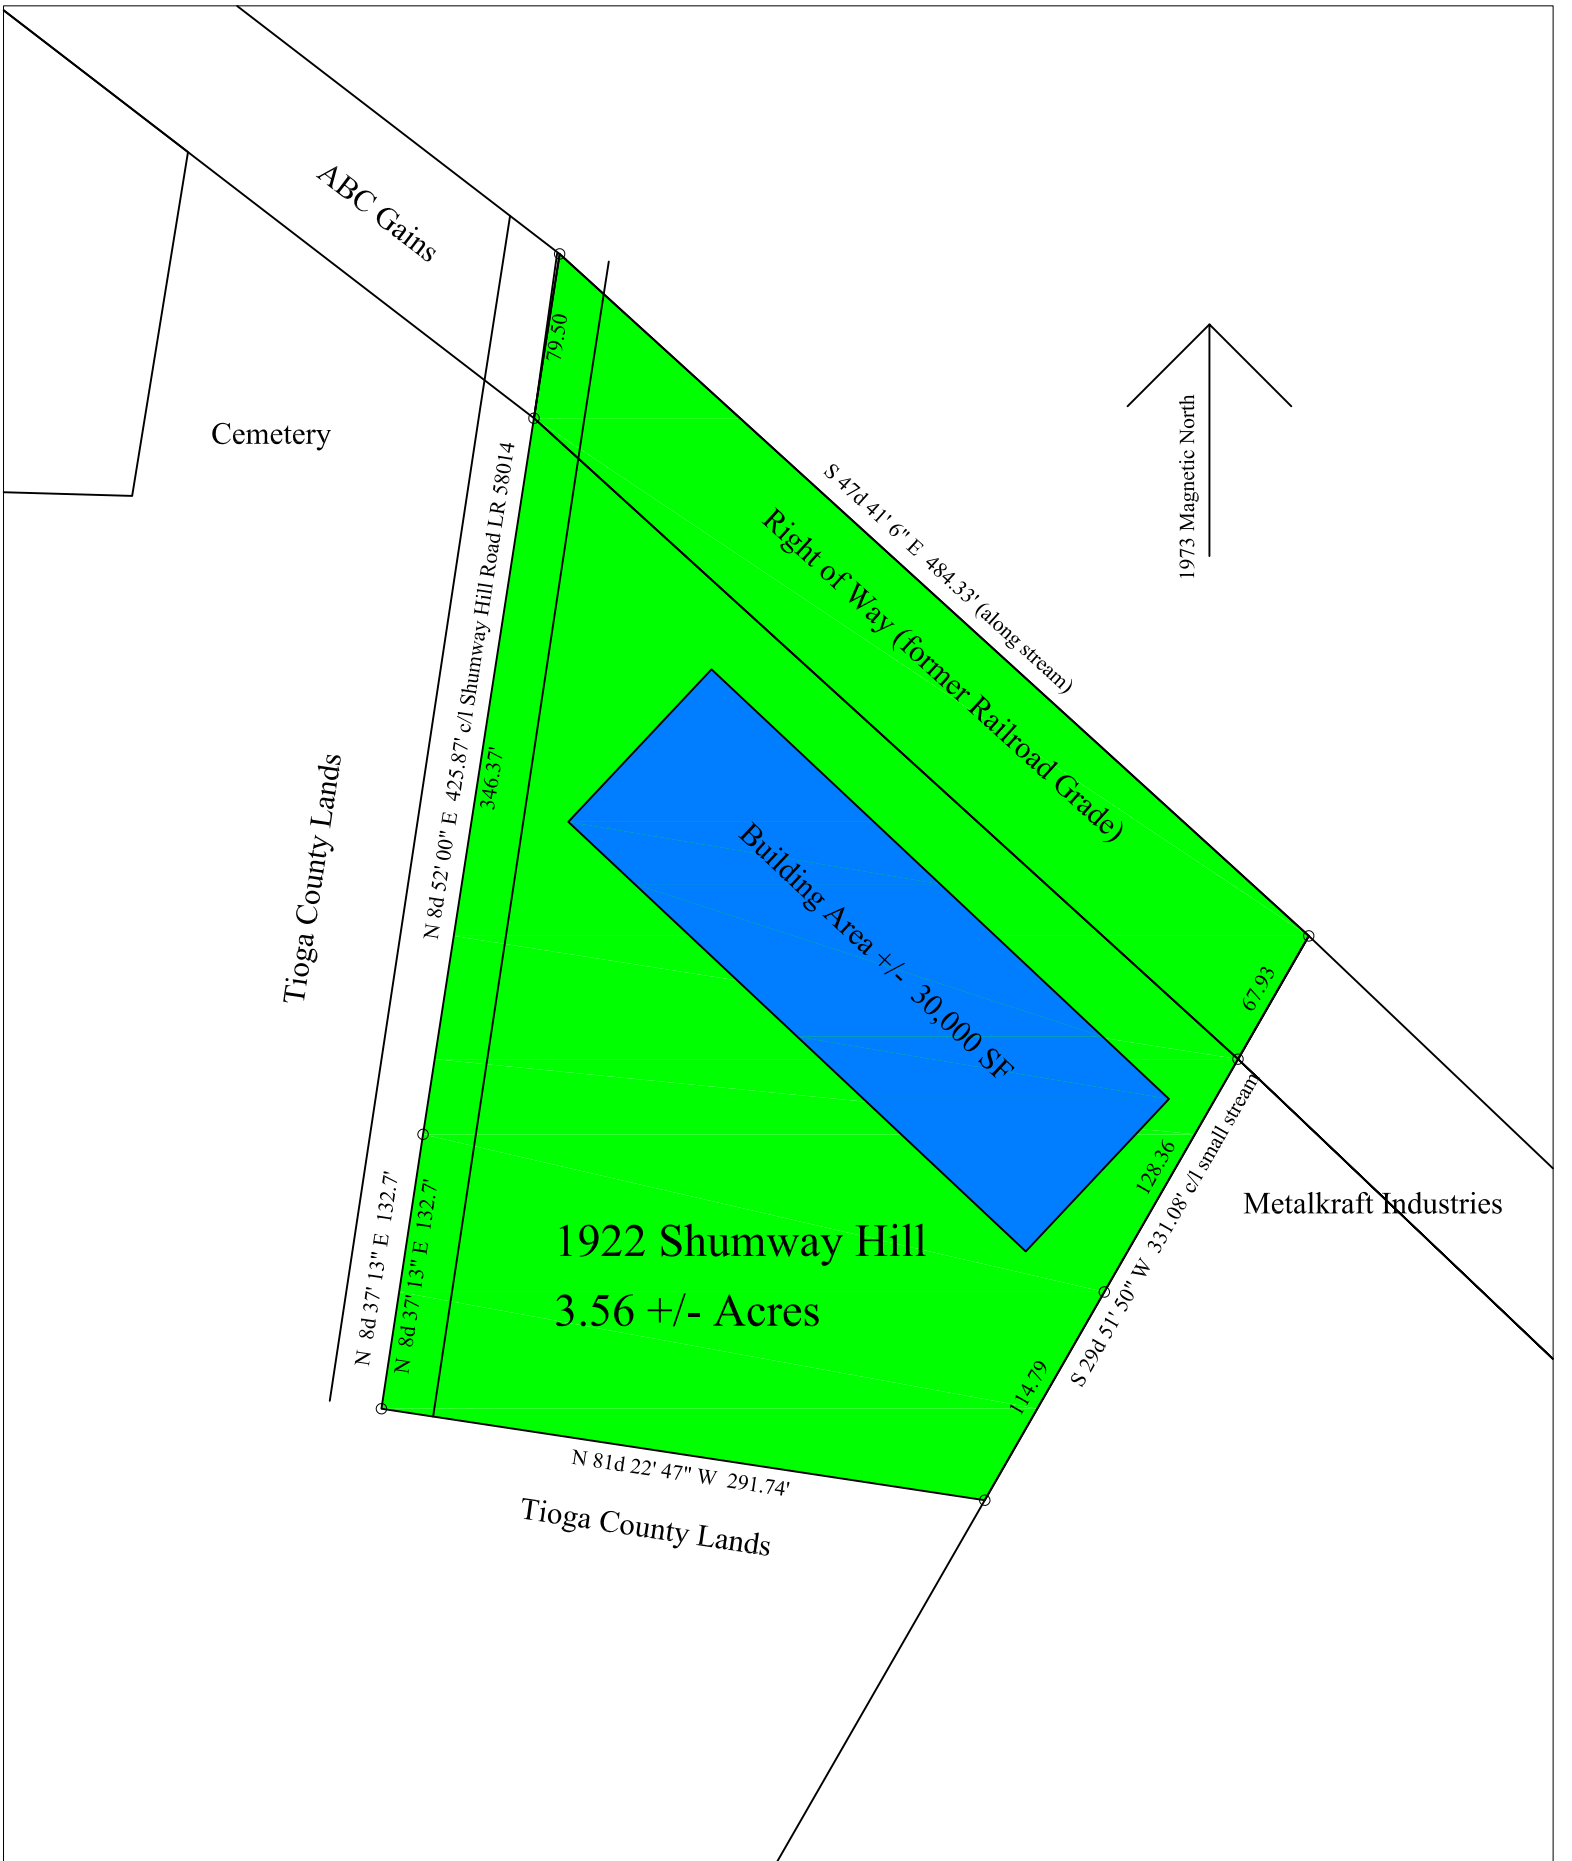 ABC Gains
79.50
Cemetery
1973 Magnetic North
S 47d 41' 6" E  484.33' (along stream)
Right of Way (former Railroad Grade)
N 8d 52' 00" E  425.87' c/l Shumway Hill Road LR 58014
346.37'
Tioga County Lands
Building Area +/-  30,000 SF
67.93
128.36
S 29d 51' 50" W  331.08' c/l small stream
Metalkraft Industries
N  8d 37' 13" E  132.7'
N  8d 37' 13" E  132.7'
1922 Shumway Hill
3.56 +/- Acres
114.79
N 81d 22' 47" W  291.74'
Tioga County Lands